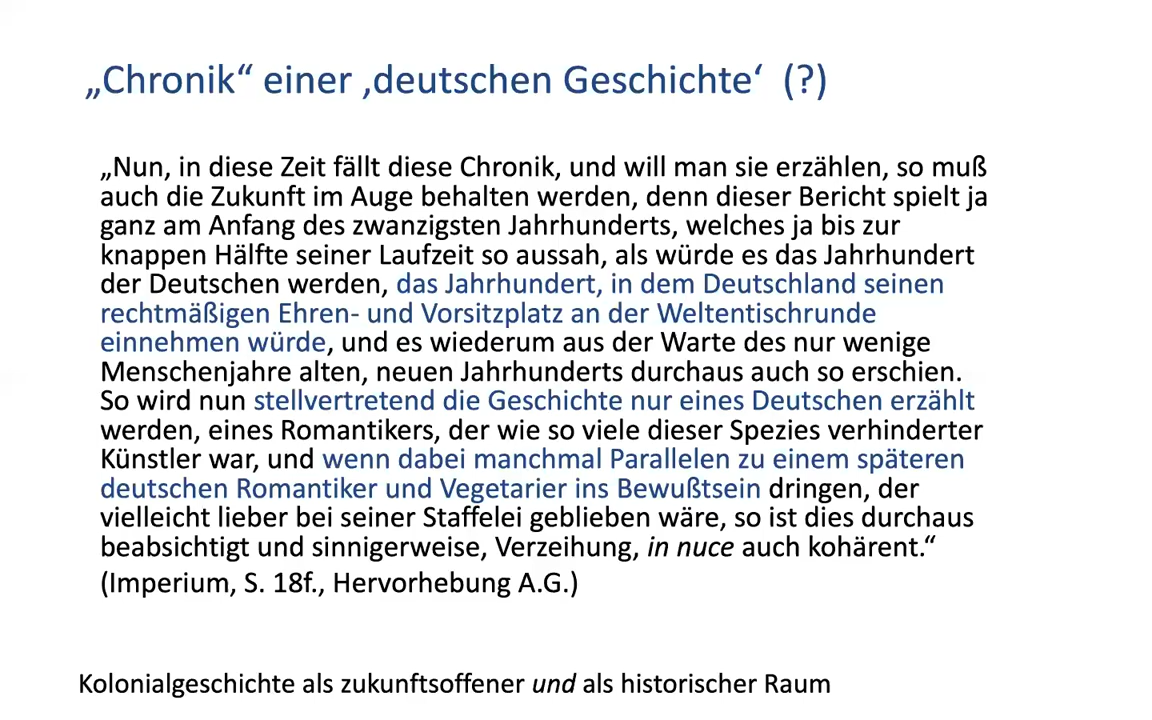 „Chronik“ einer ‚deutschen Geschichte‘ (?)
„Nun, in diese Zeit fällt diese Chronik, und will man sie erzählen, so muß
auch die Zukunft im Auge behalten werden, denn dieser Bericht spielt ja
ganz am Anfang des zwanzigsten Jahrhunderts, welches ja bis zur
knappen Hälfte seiner Laufzeit so aussah, als würde es das Jahrhundert
der Deutschen werden, das Jahrhundert, in dem Deutschland seinen
rechtmäßigen Ehren- und Vorsitzplatz an der Weltentischrunde
einnehmen würde, und es wiederum aus der Warte des nur wenige
Menschenjahre alten, neuen Jahrhunderts durchaus auch so erschien.
So wird nun stellvertretend die Geschichte nur eines Deutschen erzählt
werden, eines Romantikers, der wie so viele dieser Spezies verhinderter
Künstler war, und wenn dabei manchmal Parallelen zu einem späteren
deutschen Romantiker und Vegetarier ins Bewußtsein dringen, der
vielleicht lieber bei seiner Staffelei geblieben wäre, so ist dies durchaus
beabsichtigt und sinnigerweise, Verzeihung, in nuce auch kohärent.“
(Imperium, S. 18f., Hervorhebung A.G.)
Kolonialgeschichte als zukunftsoffener und als historischer Raum